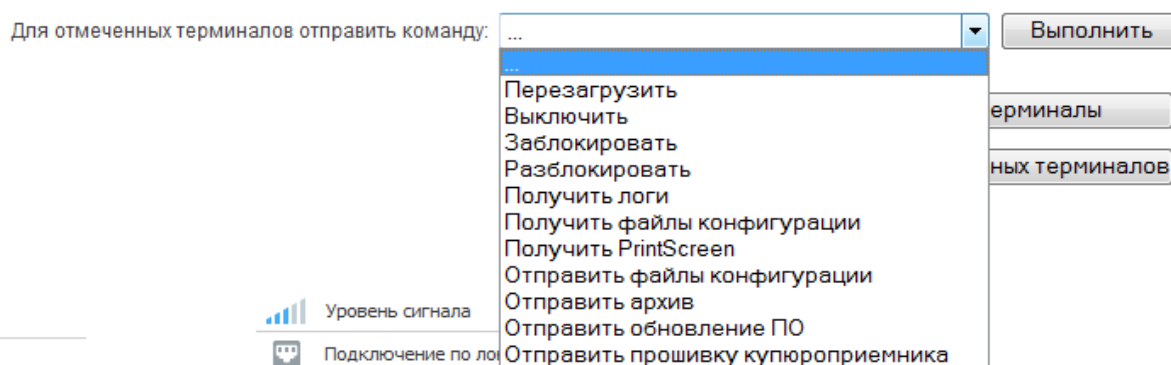 Для отмеченных терминалов отправить команду: ... Выполнить
...
Перезагрузить
Выключить
ерминалы
Заблокировать
Разблокировать
ных терминалов
Получить логи
Получить файлы конфигурации
Получить PrintScreen
Отправить файлы конфигурации
Отправить архив
Уровень сигнала
Отправить обновление ПО
Подключение по ло
Отправить прошивку купюроприемника